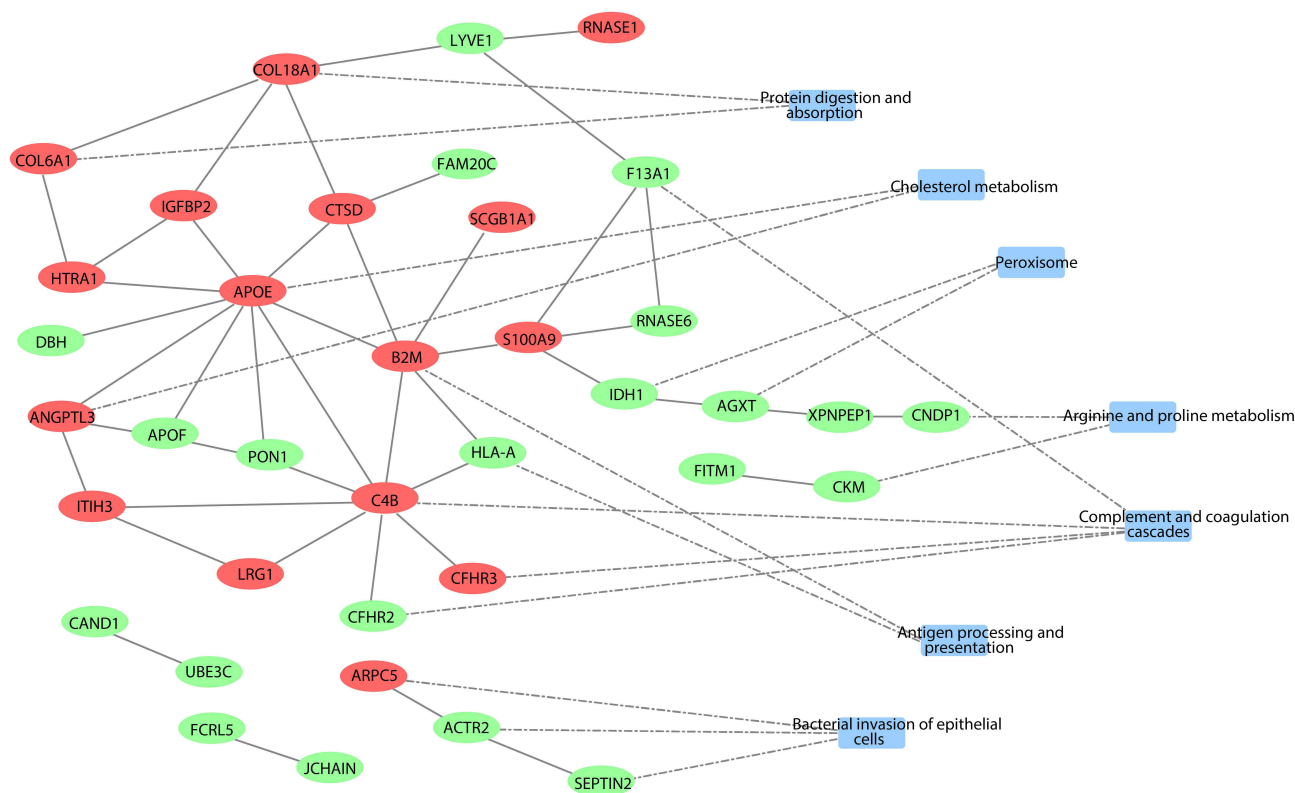 RNASE1
LYVE1
COL18A1
Protein digestion and
absorption
COL6A1
FAM20C
F13A1
Cholesterol metabolism
IGFBP2
CTSD
SCGB1A1
Peroxisome
HTRA1
APOE
RNASE6
DBH
S100A9
B2M
IDH1
AGXT
XPNPEP1
CNDP1
Arginine and proline metabolism
ANGPTL3
APOF
PON1
HLA-A
FITM1
CKM
ITIH3
C4B
Complement and coagulation
cascades
LRG1
CFHR3
CFHR2
CAND1
Antigen processing and
presentation
UBE3C
ARPC5
FCRL5
ACTR2
Bacterial invasion of epithelial
cells
JCHAIN
SEPTIN2